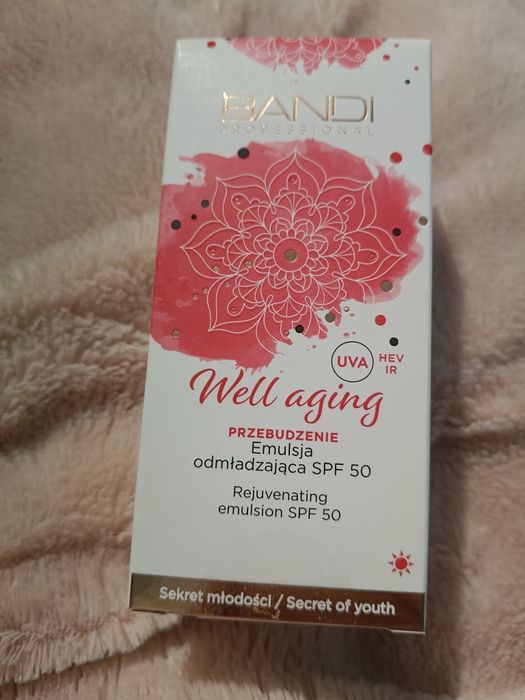 BANDI
PROFESSIONAL
UVA
HEV
IR
Well aging
PRZEBUDZENIE
Emulsja
odmładzająca SPF 50
Rejuvenating
emulsion SPF 50
Sekret młodości / Secret of youth